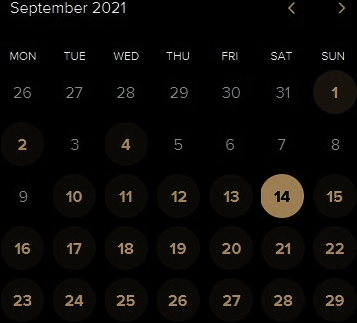 September 2021
MON TUE WED THU FRI SAT SUN
26 27 28 29 30 31 1
2 3 4 5 6 7 8
9 10 11 12 13 14 15
16 17 18 19 20 21 22
23 24 25 26 27 28 29